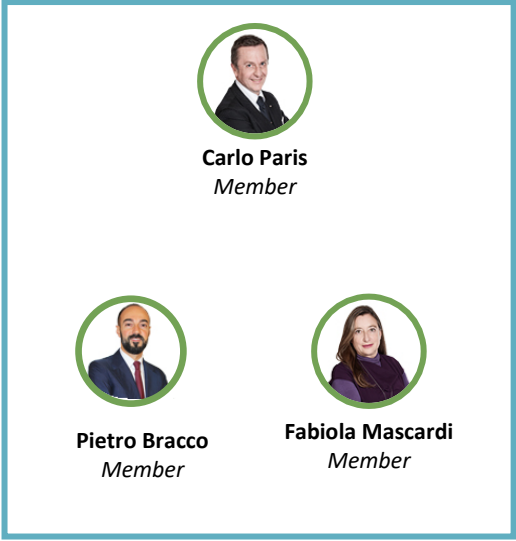 Carlo Paris
Member
Pietro Bracco
Member
Fabiola Mascardi
Member